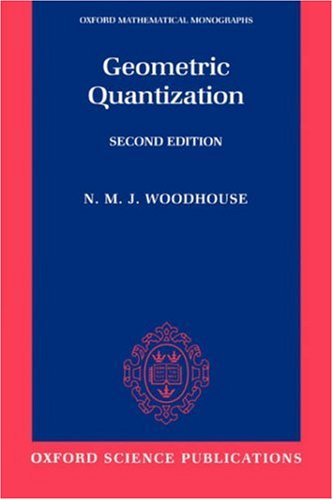 OXFORD MATHEMATICAL MONOGRAPHS
Geometric
Quantization
SECOND EDITION
N. M. J. WOODHOUSE
OXFORD SCIENCE PUBLICATIONS